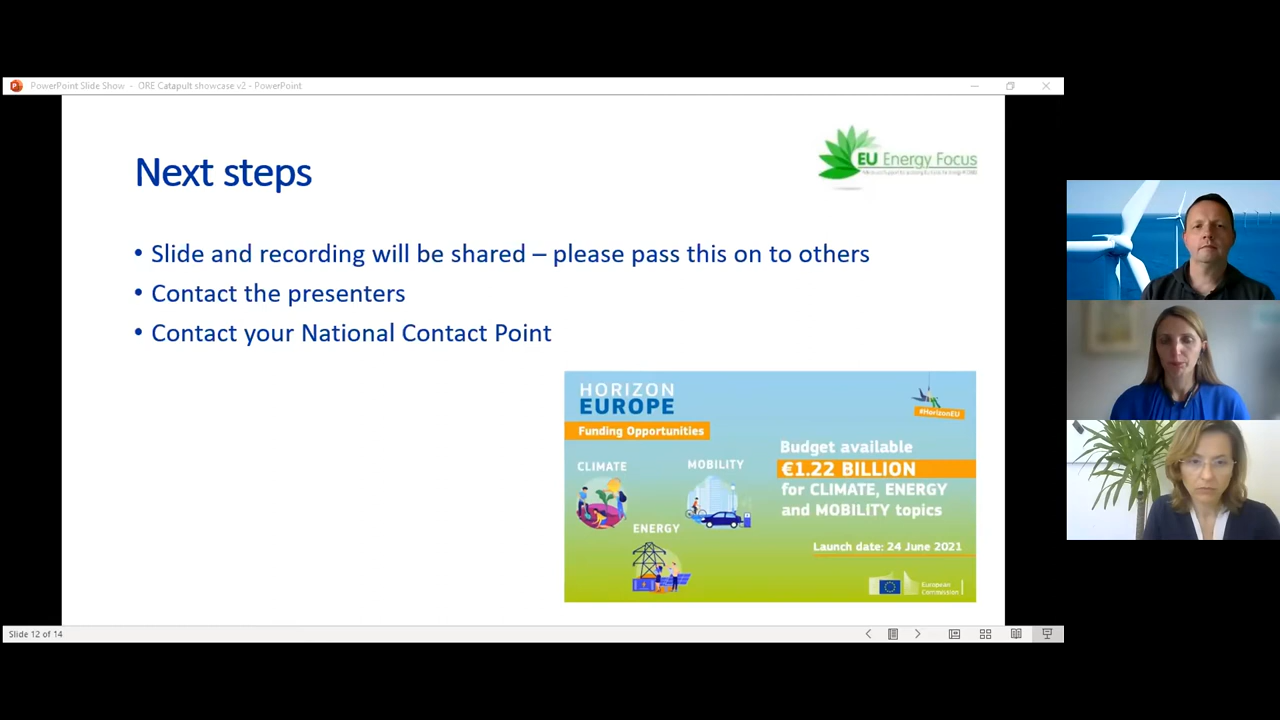 PowerPoint Slide Show - ORE Catapult showcase v2 - PowerPoint
EU Energy Focus
Next steps
• Slide and recording will be shared – please pass this on to others
• Contact the presenters
• Contact your National Contact Point
HORIZON
EUROPE
#HorizonEU
Funding Opportunities
Budget available
€1.22 BILLION
for CLIMATE, ENERGY
and MOBILITY topics
CLIMATE
MOBILITY
ENERGY
Launch date: 24 June 2021
European
Commission
Slide 12 of 14